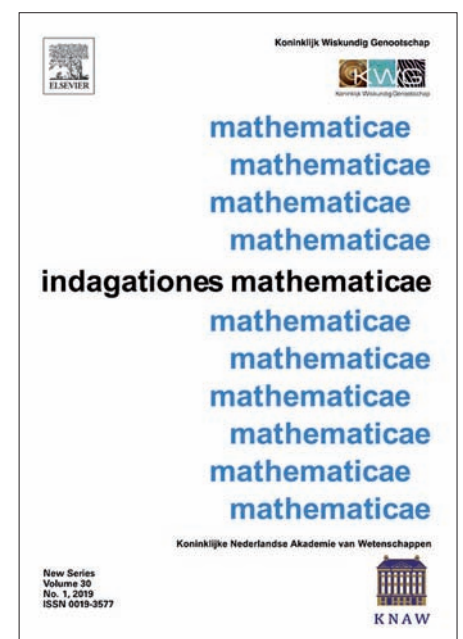 Koninklijk Wiskundig Genootschap
ELSEVIER
KWG
Koninklijk Wiskundig Genootschap
mathematicae
mathematicae
mathematicae
mathematicae
indagationes mathematicae
mathematicae
mathematicae
mathematicae
mathematicae
mathematicae
mathematicae
Koninklijke Nederlandse Akademie van Wetenschappen
New Series
Volume 30
No. 1, 2019
ISSN 0019-3577
KNAW